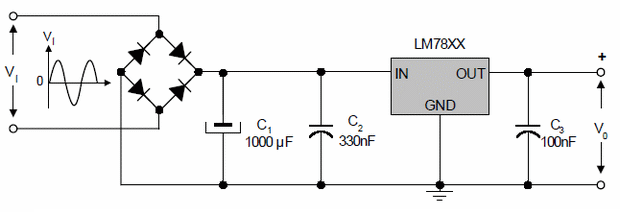 V_I
V_I
0
LM78XX
IN OUT
GND
+
C_1
1000 µF
C_2
330nF
C_3
100nF
V_0